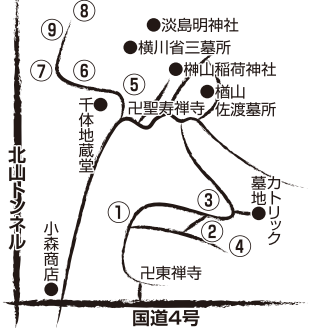 ⑧
⑨
淡島明神社
横川省三墓所
⑦
⑥
⑤
榊山稲荷神社
楢山
佐渡墓所
千体地蔵堂
卍聖寿禅寺
北山トンネル
カトリック
墓地
①
③
②
④
小森商店
卍東禅寺
国道4号